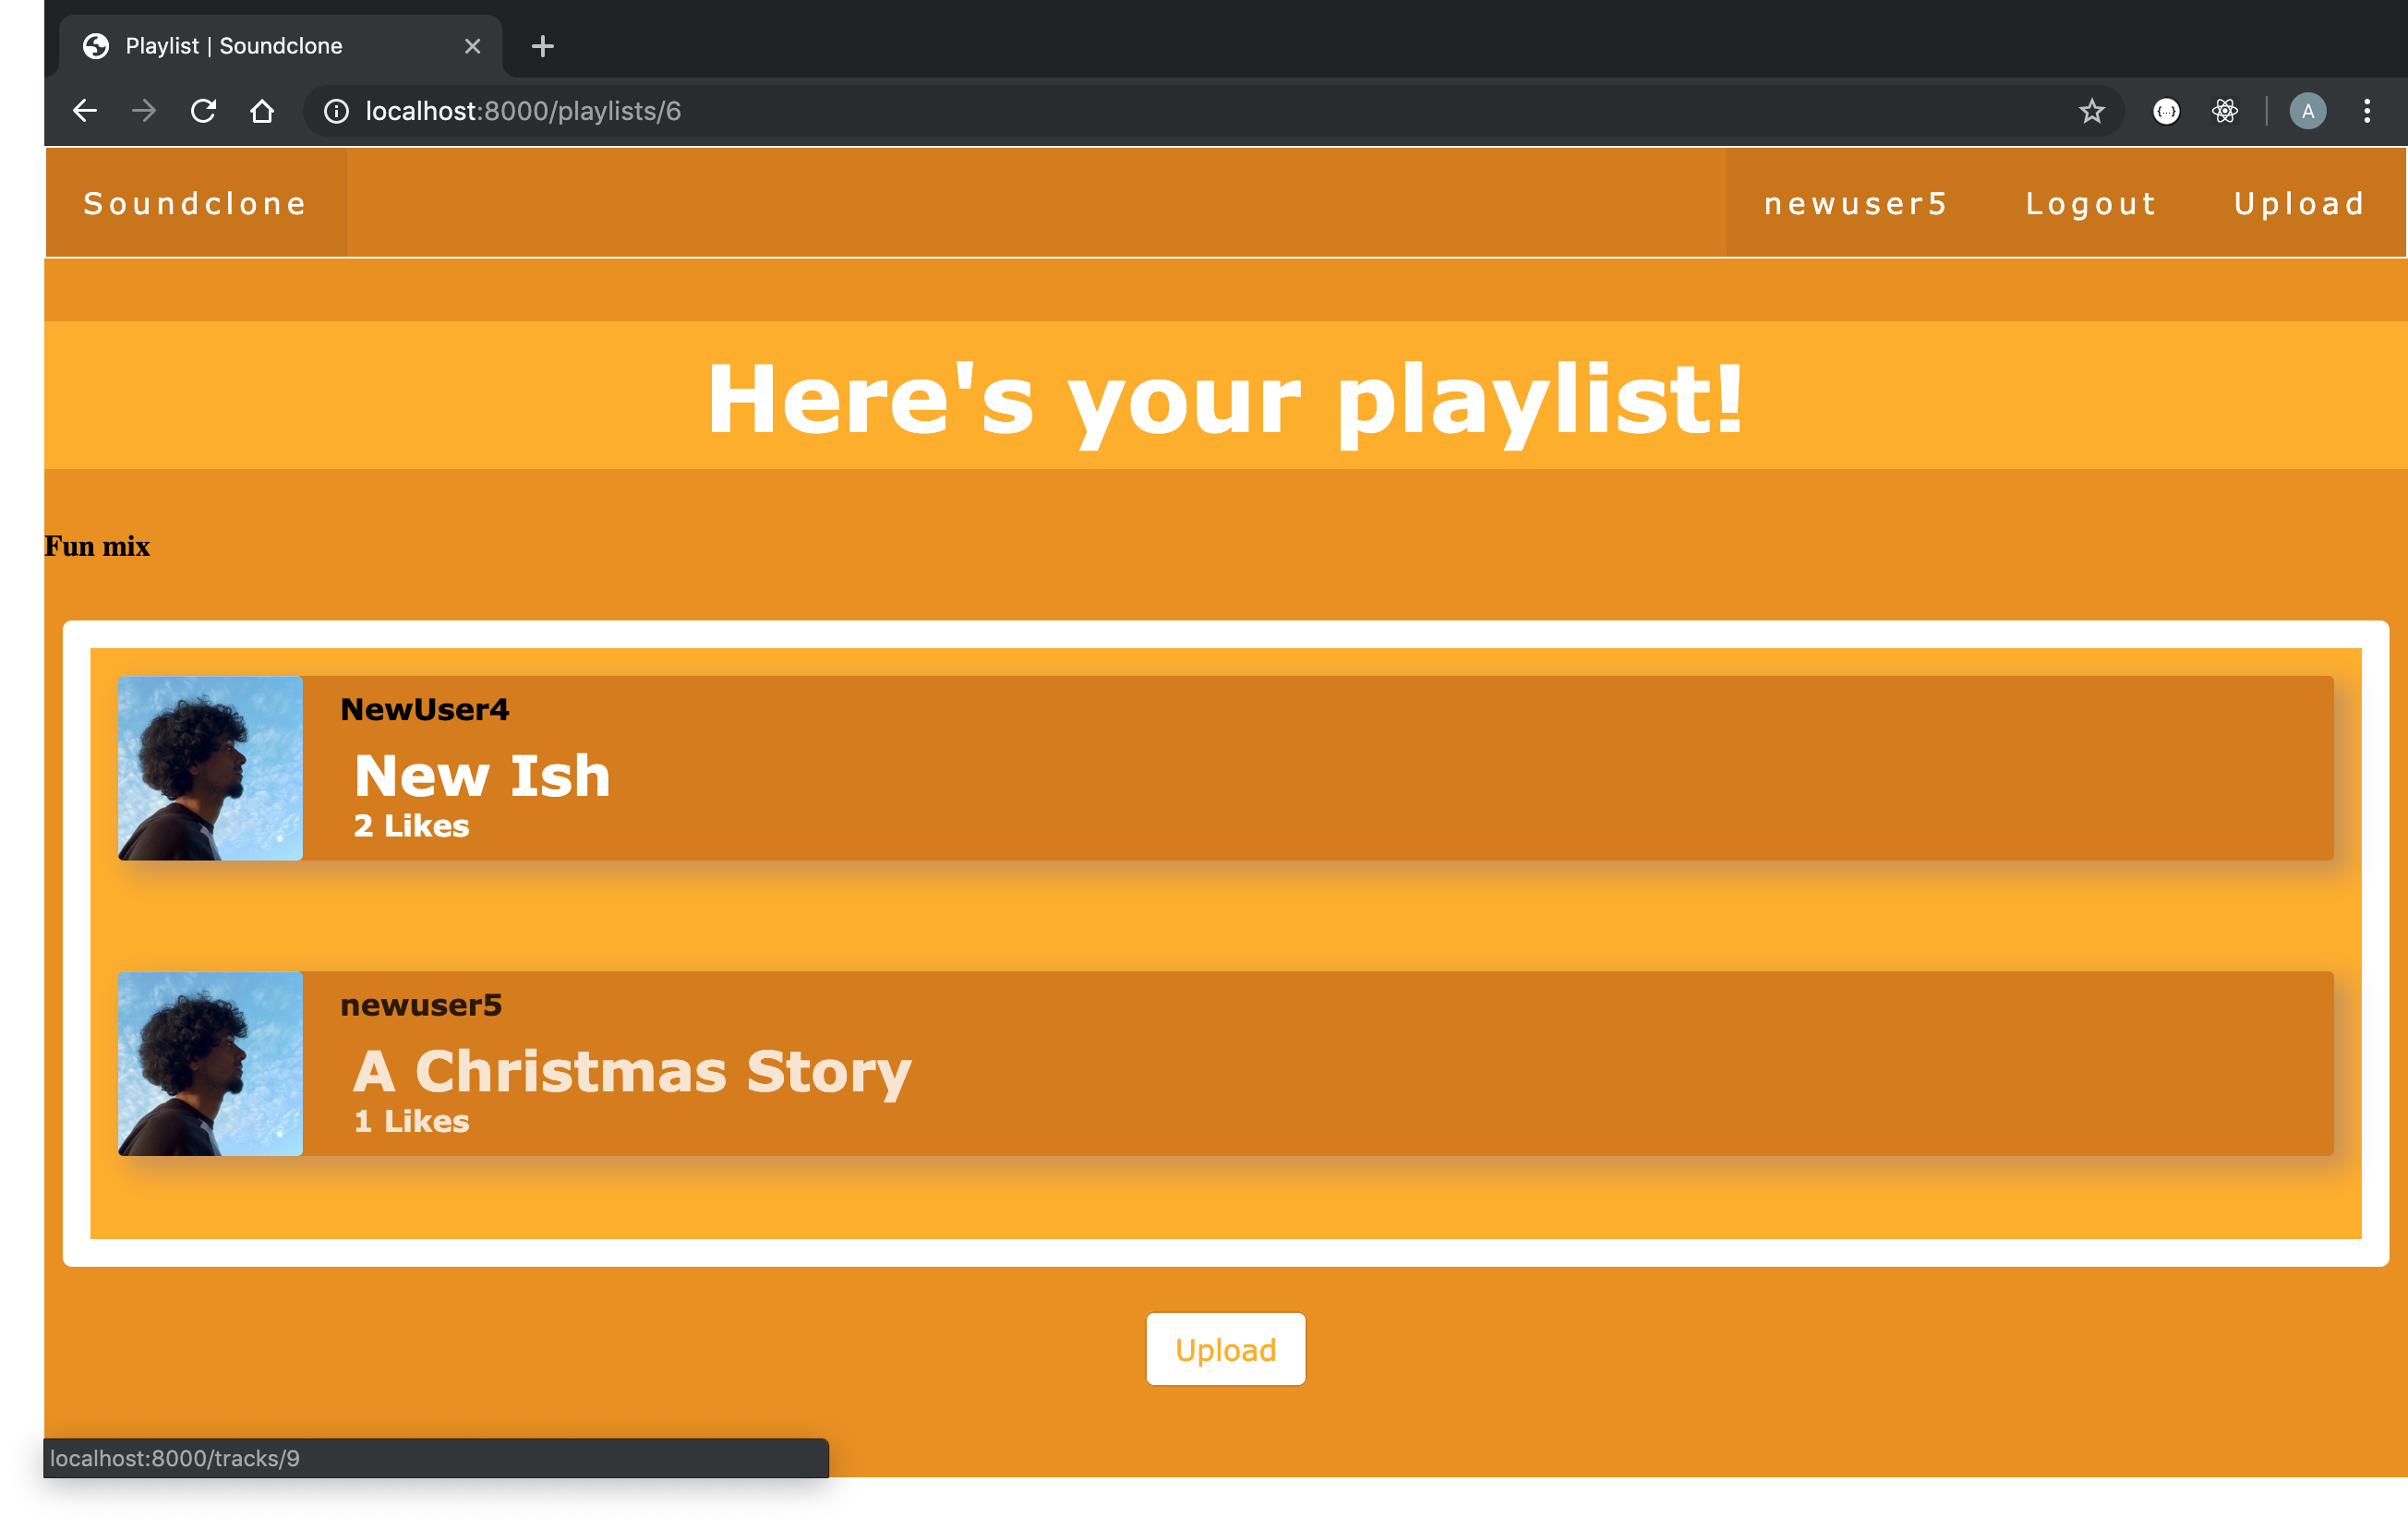 Playlist | Soundclone
localhost:8000/playlists/6
{...}
A
Soundclone
newuser5 Logout Upload
Here's your playlist!
Fun mix
NewUser4
New Ish
2 Likes
newuser5
A Christmas Story
1 Likes
Upload
localhost:8000/tracks/9